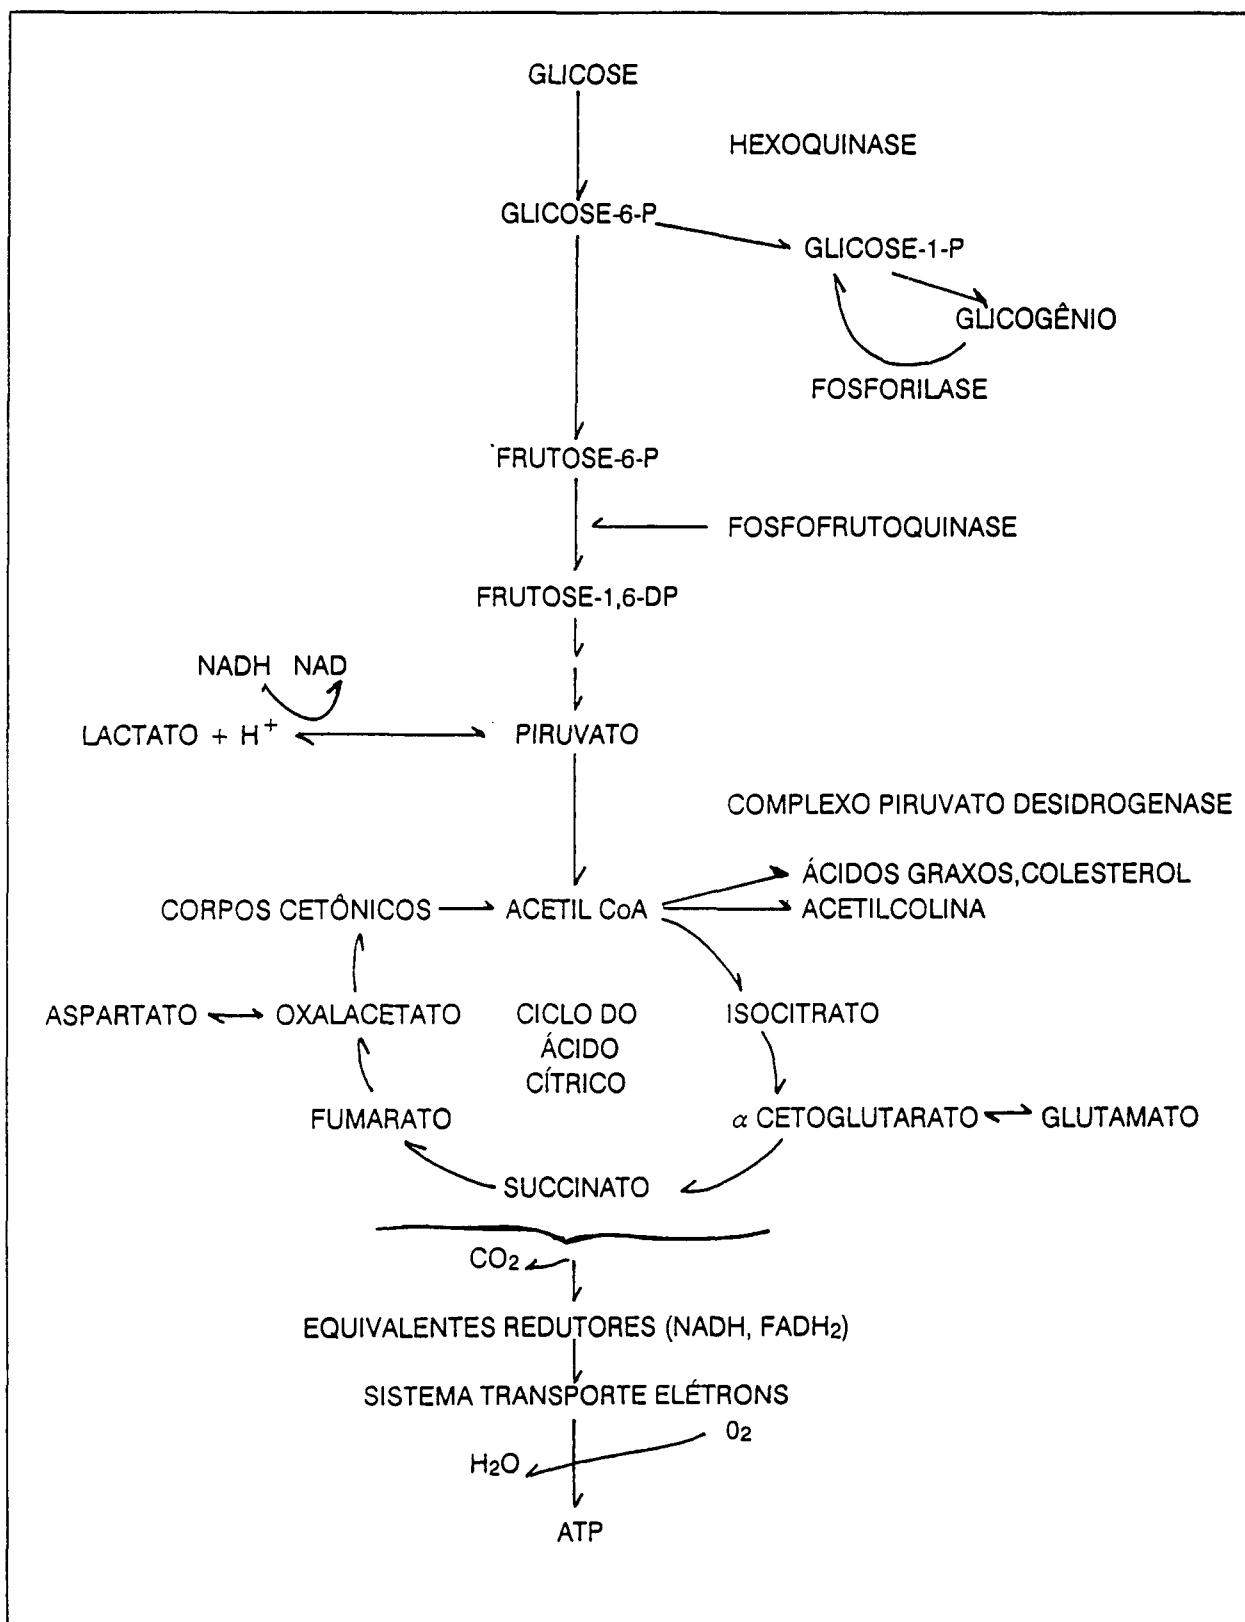 GLICOSE
HEXOQUINASE
GLICOSE-6-P
GLICOSE-1-P
GLICOGÊNIO
FOSFORILASE
FRUTOSE-6-P
FOSFOFRUTOQUINASE
FRUTOSE-1,6-DP
NADH NAD
LACTATO + H⁺ PIRUVATO
COMPLEXO PIRUVATO DESIDROGENASE
ÁCIDOS GRAXOS,COLESTEROL
CORPOS CETÔNICOS ACETIL CoA ACETILCOLINA
ASPARTATO OXALACETATO CICLO DO ISOCITRATO
ÁCIDO
CÍTRICO
FUMARATO α CETOGLUTARATO GLUTAMATO
SUCCINATO
CO₂
EQUIVALENTES REDUTORES (NADH, FADH₂)
SISTEMA TRANSPORTE ELÉTRONS
0₂
H₂O
ATP